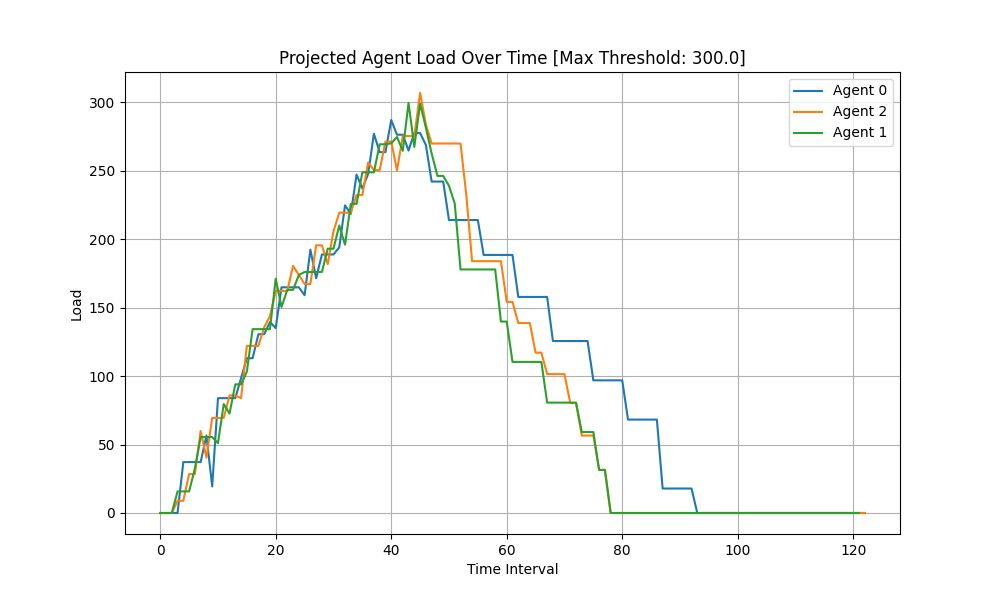 Projected Agent Load Over Time [Max Threshold: 300.0]
Agent 0
Agent 2
Agent 1
300
250
200
150
100
50
0
Load
0 20 40 60 80 100 120
Time Interval